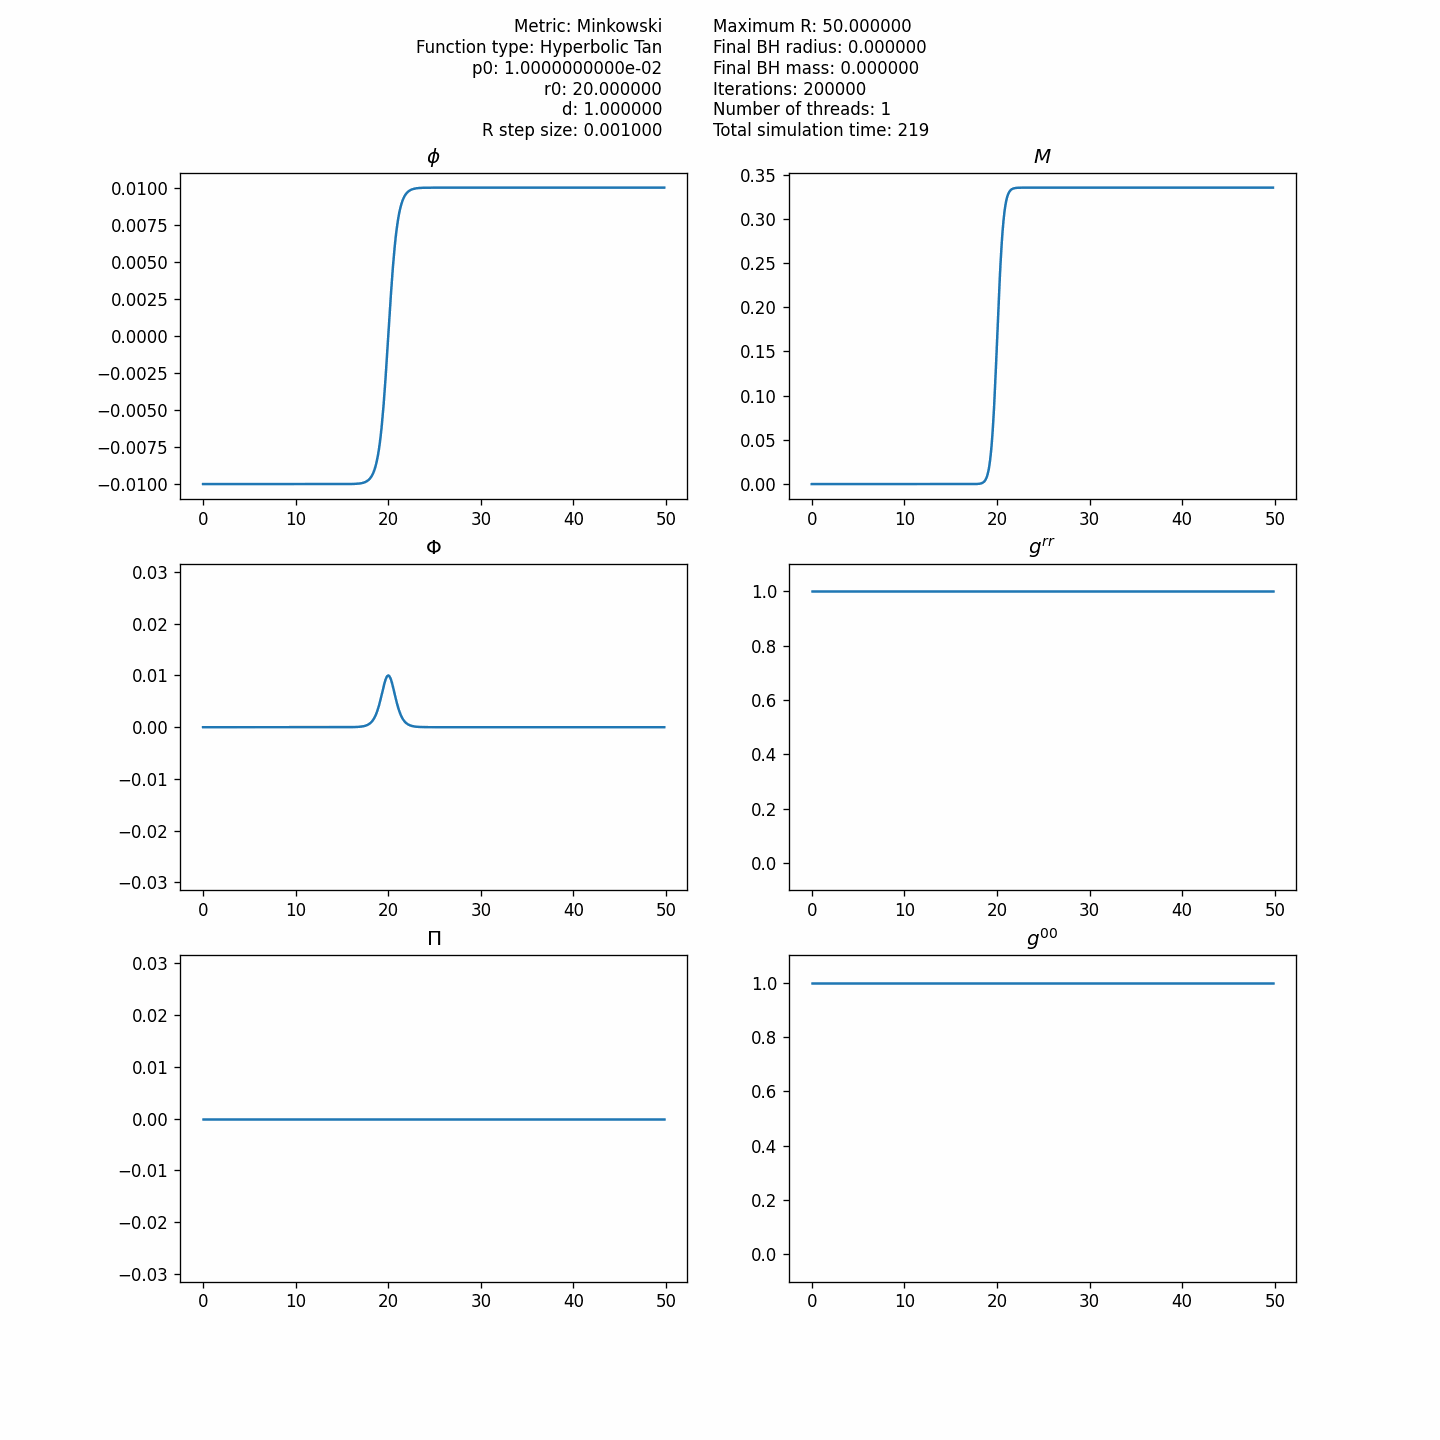 Metric: Minkowski
Function type: Hyperbolic Tan
p0: 1.0000000000e-02
r0: 20.000000
d: 1.000000
R step size: 0.001000
Maximum R: 50.000000
Final BH radius: 0.000000
Final BH mass: 0.000000
Iterations: 200000
Number of threads: 1
Total simulation time: 219
ϕ
0.0100
0.0075
0.0050
0.0025
0.0000
−0.0025
−0.0050
−0.0075
−0.0100
0 10 20 30 40 50
M
0.35
0.30
0.25
0.20
0.15
0.10
0.05
0.00
0 10 20 30 40 50
Φ
0.03
0.02
0.01
0.00
−0.01
−0.02
−0.03
0 10 20 30 40 50
g^{rr}
1.0
0.8
0.6
0.4
0.2
0.0
0 10 20 30 40 50
Π
0.03
0.02
0.01
0.00
−0.01
−0.02
−0.03
0 10 20 30 40 50
g^{00}
1.0
0.8
0.6
0.4
0.2
0.0
0 10 20 30 40 50